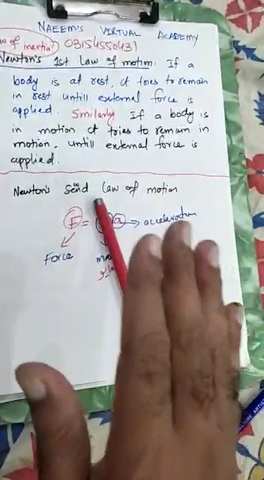 NAEEM'S VIRTUAL ACADEMY
of inertia) 03154550431
Newton's 1st Law of motion: If a
body is at rest, it tries to remain
in rest untill external force is
applied. Similarly If a body is
in motion it tries to remain in
motion, untill external force is
applied.
Newton's law of motion
F = a → acceleration
Force